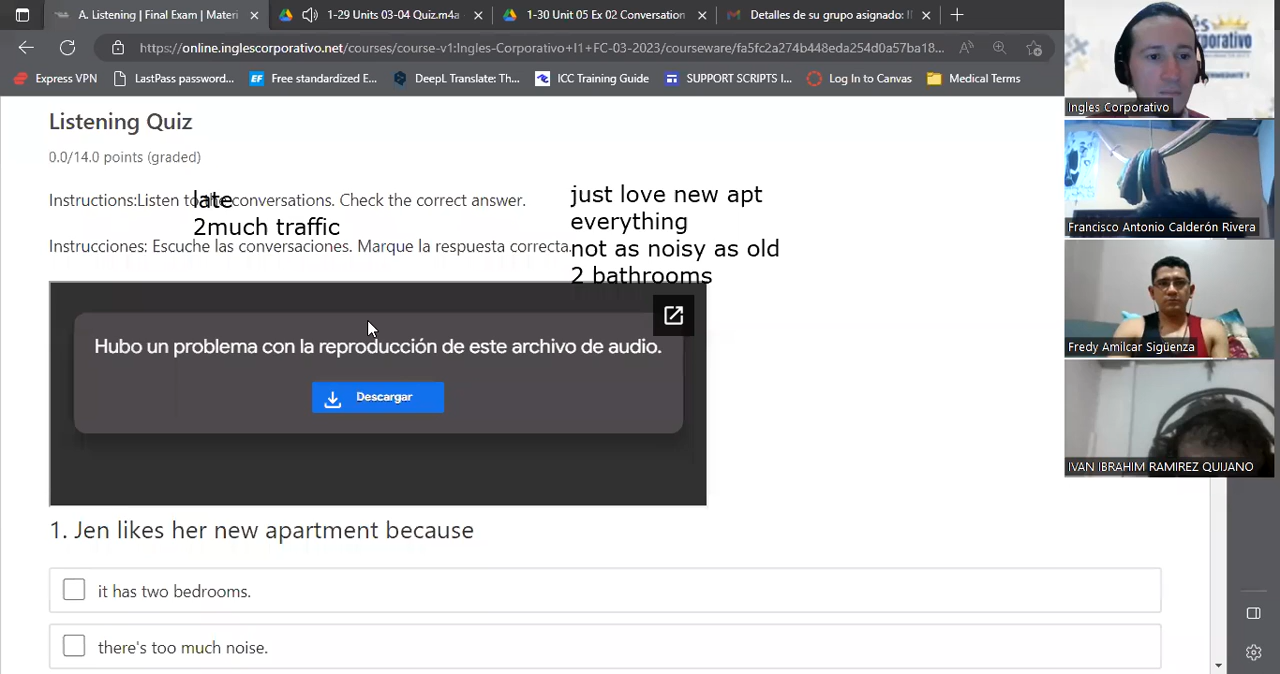 A. Listening | Final Exam | Materi
1-29 Units 03-04 Quiz.m4a
1-30 Unit 05 Ex 02 Conversation
Detalles de su grupo asignado: I
https://online.inglescorporativo.net/courses/course-v1:Ingles-Corporativo+I1+FC-03-2023/courseware/fa5fc2a274b448eda254d0a57ba18...
Express VPN
LastPass password...
EF Free standardized E...
DeepL Translate: Th...
ICC Training Guide
SUPPORT SCRIPTS I...
Log In to Canvas
Medical Terms
Listening Quiz
0.0/14.0 points (graded)
Instructions:Listen to the conversations. Check the correct answer.
late
2much traffic
just love new apt
everything
not as noisy as old
2 bathrooms
Instrucciones: Escuche las conversaciones. Marque la respuesta correcta.
Hubo un problema con la reproducción de este archivo de audio.
Descargar
1. Jen likes her new apartment because
it has two bedrooms.
there's too much noise.
Ingles Corporativo
Francisco Antonio Calderón Rivera
Fredy Amilcar Sigüenza
IVAN IBRAHIM RAMIREZ QUIJANO